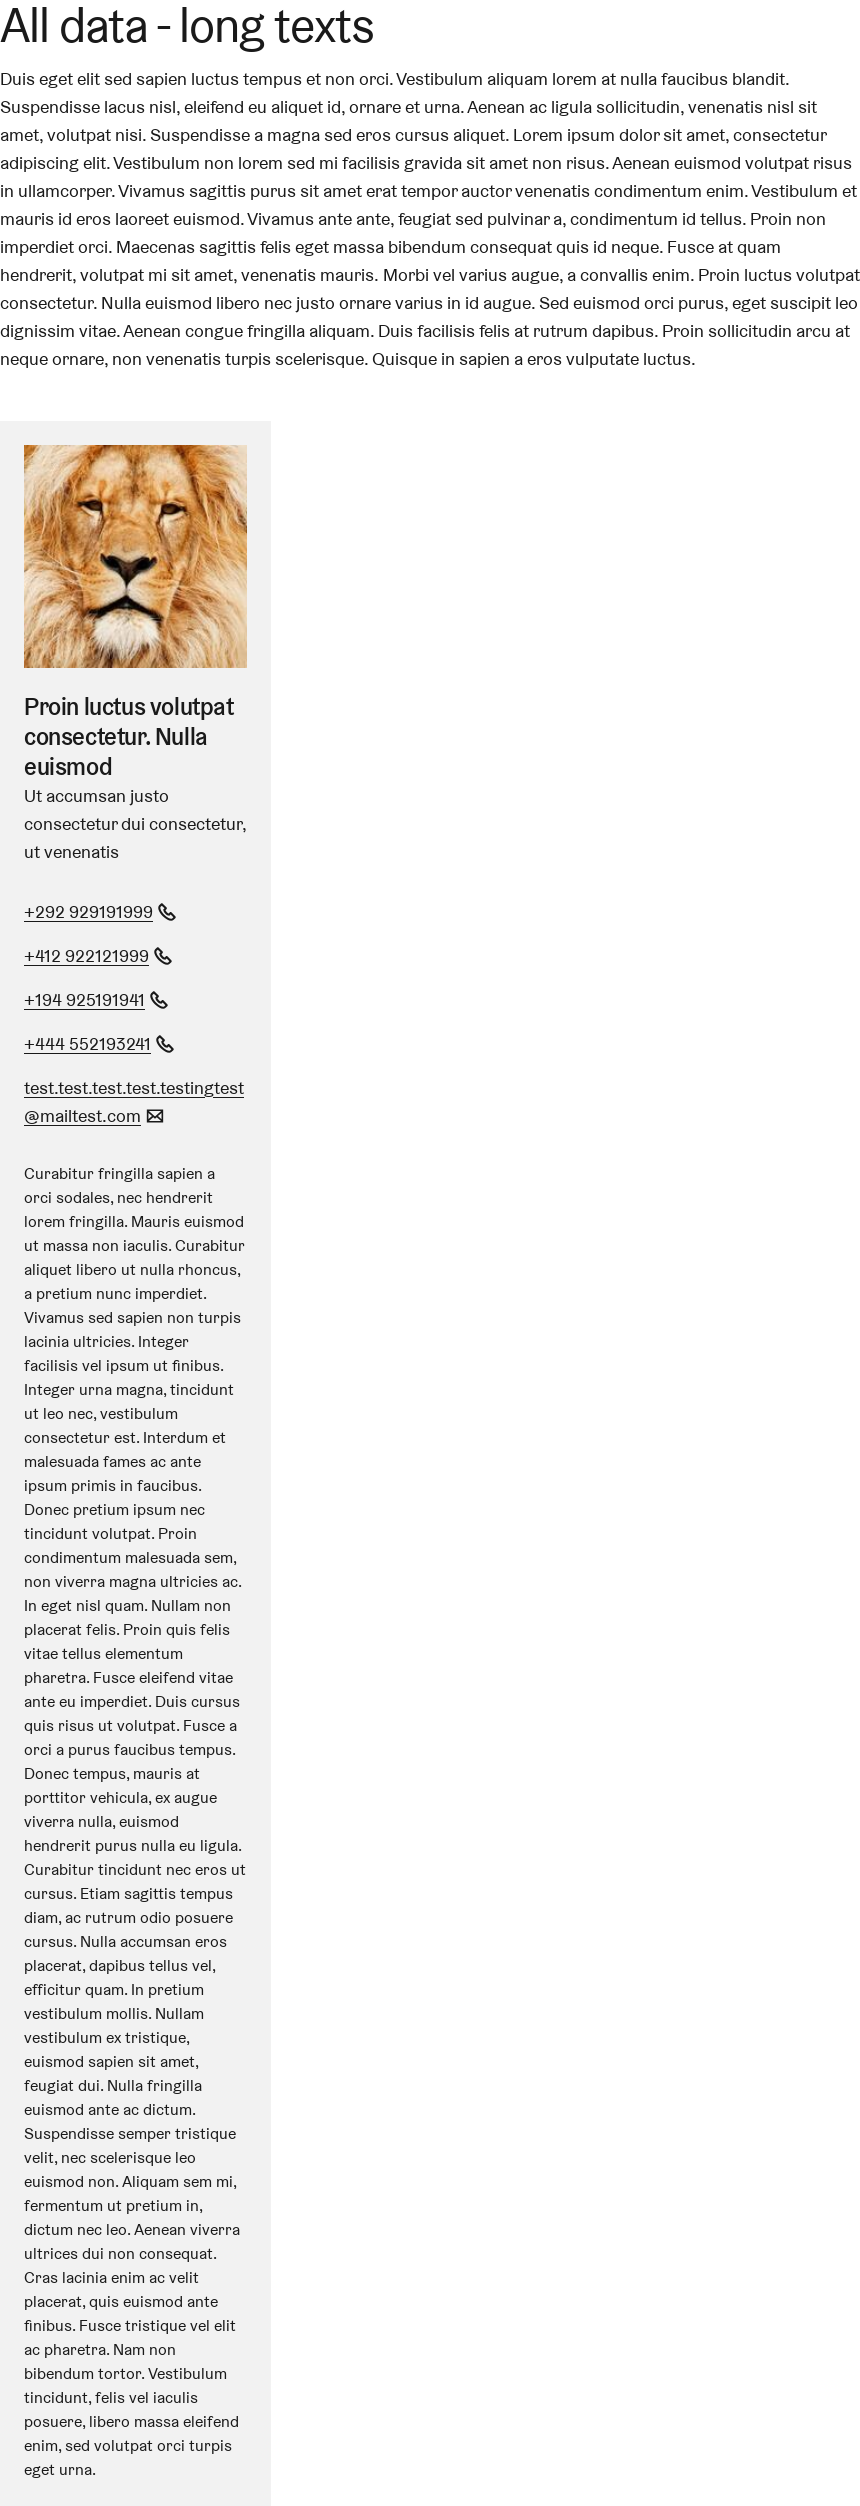 All data - long texts
Duis eget elit sed sapien luctus tempus et non orci. Vestibulum aliquam lorem at nulla faucibus blandit.
Suspendisse lacus nisl, eleifend eu aliquet id, ornare et urna. Aenean ac ligula sollicitudin, venenatis nisl sit
amet, volutpat nisi. Suspendisse a magna sed eros cursus aliquet. Lorem ipsum dolor sit amet, consectetur
adipiscing elit. Vestibulum non lorem sed mi facilisis gravida sit amet non risus. Aenean euismod volutpat risus
in ullamcorper. Vivamus sagittis purus sit amet erat tempor auctor venenatis condimentum enim. Vestibulum et
mauris id eros laoreet euismod. Vivamus ante ante, feugiat sed pulvinar a, condimentum id tellus. Proin non
imperdiet orci. Maecenas sagittis felis eget massa bibendum consequat quis id neque. Fusce at quam
hendrerit, volutpat mi sit amet, venenatis mauris. Morbi vel varius augue, a convallis enim. Proin luctus volutpat
consectetur. Nulla euismod libero nec justo ornare varius in id augue. Sed euismod orci purus, eget suscipit leo
dignissim vitae. Aenean congue fringilla aliquam. Duis facilisis felis at rutrum dapibus. Proin sollicitudin arcu at
neque ornare, non venenatis turpis scelerisque. Quisque in sapien a eros vulputate luctus.
Proin luctus volutpat
consectetur. Nulla
euismod
Ut accumsan justo
consectetur dui consectetur,
ut venenatis
+292 929191999
+412 922121999
+194 925191941
+444 552193241
test.test.test.test.testingtest
@mailtest.com
Curabitur fringilla sapien a
orci sodales, nec hendrerit
lorem fringilla. Mauris euismod
ut massa non iaculis. Curabitur
aliquet libero ut nulla rhoncus,
a pretium nunc imperdiet.
Vivamus sed sapien non turpis
lacinia ultricies. Integer
facilisis vel ipsum ut finibus.
Integer urna magna, tincidunt
ut leo nec, vestibulum
consectetur est. Interdum et
malesuada fames ac ante
ipsum primis in faucibus.
Donec pretium ipsum nec
tincidunt volutpat. Proin
condimentum malesuada sem,
non viverra magna ultricies ac.
In eget nisl quam. Nullam non
placerat felis. Proin quis felis
vitae tellus elementum
pharetra. Fusce eleifend vitae
ante eu imperdiet. Duis cursus
quis risus ut volutpat. Fusce a
orci a purus faucibus tempus.
Donec tempus, mauris at
porttitor vehicula, ex augue
viverra nulla, euismod
hendrerit purus nulla eu ligula.
Curabitur tincidunt nec eros ut
cursus. Etiam sagittis tempus
diam, ac rutrum odio posuere
cursus. Nulla accumsan eros
placerat, dapibus tellus vel,
efficitur quam. In pretium
vestibulum mollis. Nullam
vestibulum ex tristique,
euismod sapien sit amet,
feugiat dui. Nulla fringilla
euismod ante ac dictum.
Suspendisse semper tristique
velit, nec scelerisque leo
euismod non. Aliquam sem mi,
fermentum ut pretium in,
dictum nec leo. Aenean viverra
ultrices dui non consequat.
Cras lacinia enim ac velit
placerat, quis euismod ante
finibus. Fusce tristique vel elit
ac pharetra. Nam non
bibendum tortor. Vestibulum
tincidunt, felis vel iaculis
posuere, libero massa eleifend
enim, sed volutpat orci turpis
eget urna.